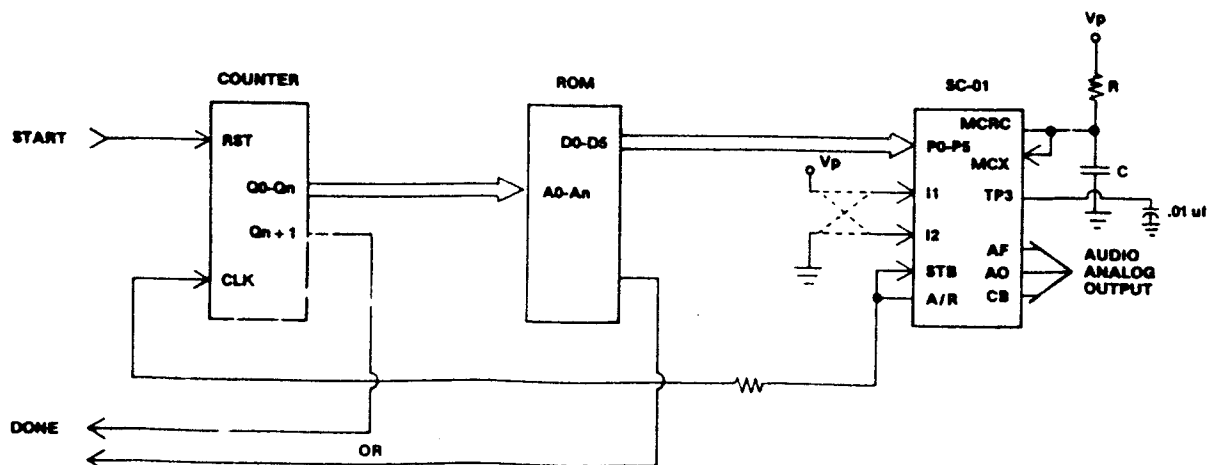 Vp
COUNTER
ROM
SC-01
R
START
RST
MCRC
D0-D5
P0-P5
MCX
Vp
C
Q0-Qn
A0-An
I1
TP3
.01 uf
Qn + 1
I2
AF
AUDIO
ANALOG
OUTPUT
CLK
STB
AO
A/R
CB
DONE
OR